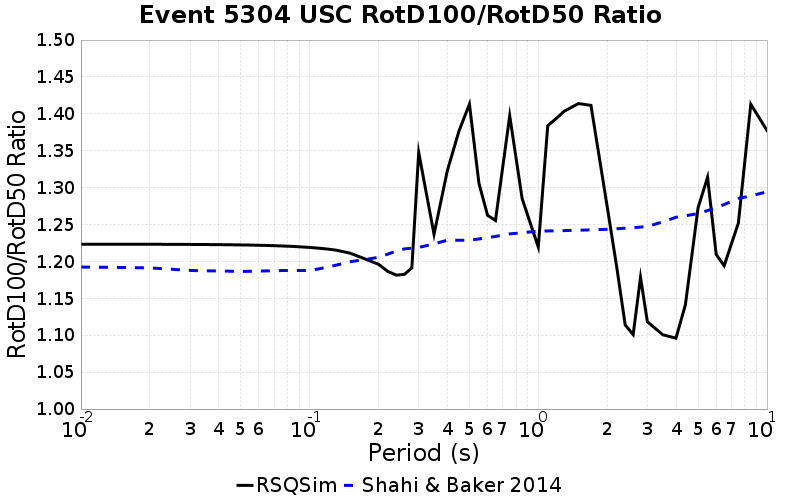 Event 5304 USC RotD100/RotD50 Ratio
RotD100/RotD50 Ratio
1.50
1.45
1.40
1.35
1.30
1.25
1.20
1.15
1.10
1.05
1.00
10-2 2 3 4 5 6 10-1 2 3 4 5 6 7 100 2 3 4 5 6 7 101
Period (s)
RSQSim Shahi & Baker 2014